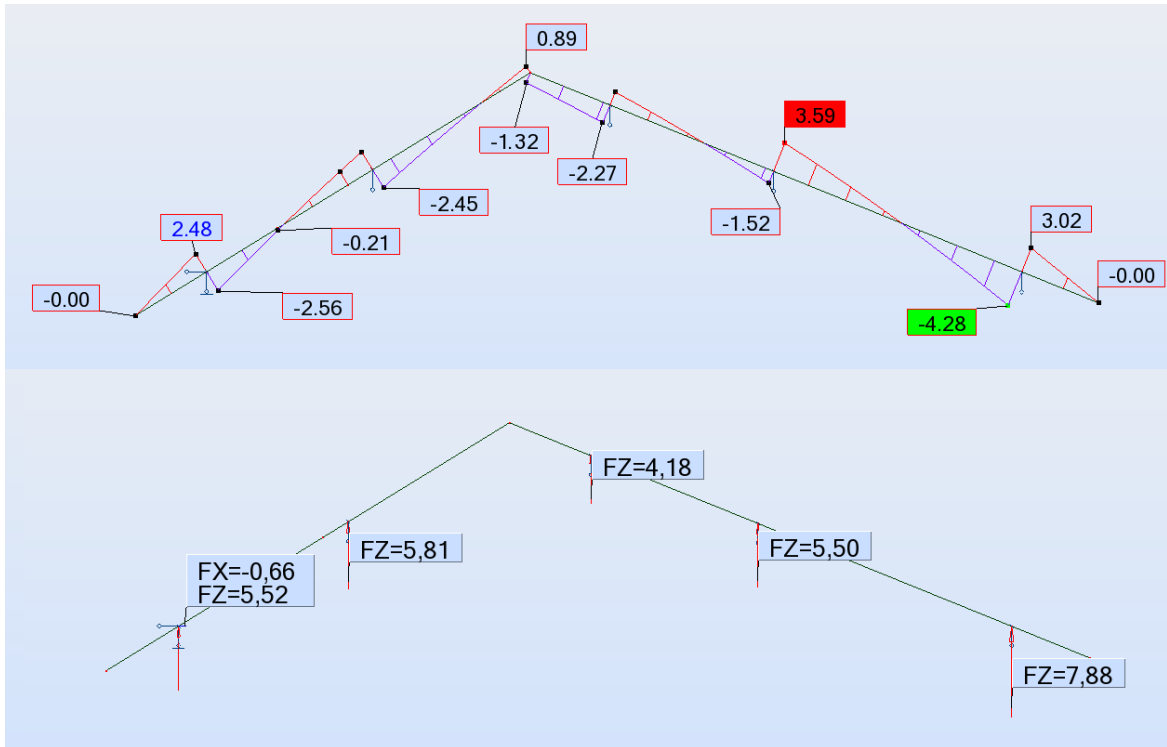 0.89
3.59
-1.32
-2.27
-2.45
-1.52
2.48
-0.21
3.02
-0.00
-0.00
-2.56
-4.28
FZ=4,18
FZ=5,81
FZ=5,50
FX=-0,66
FZ=5,52
FZ=7,88